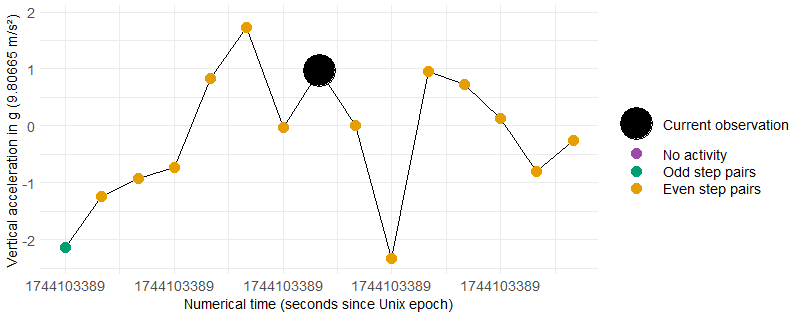 Vertical acceleration in g (9.80665 m/s²)
2
1
0
-1
-2
1744103389 1744103389 1744103389 1744103389 1744103389
Numerical time (seconds since Unix epoch)
Current observation
No activity
Odd step pairs
Even step pairs